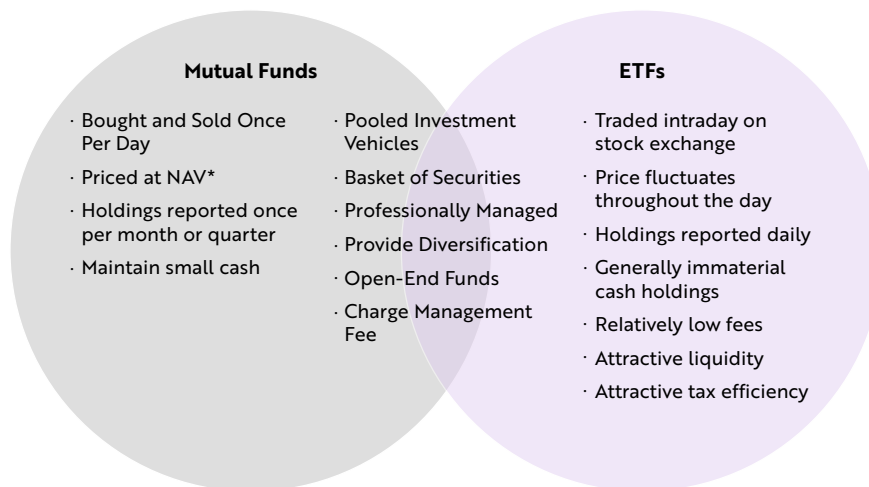 Mutual Funds
· Bought and Sold Once
Per Day
· Priced at NAV*
· Holdings reported once
per month or quarter
· Maintain small cash
· Pooled Investment
Vehicles
· Basket of Securities
· Professionally Managed
· Provide Diversification
· Open-End Funds
· Charge Management
Fee
ETFs
· Traded intraday on
stock exchange
· Price fluctuates
throughout the day
· Holdings reported daily
· Generally immaterial
cash holdings
· Relatively low fees
· Attractive liquidity
· Attractive tax efficiency